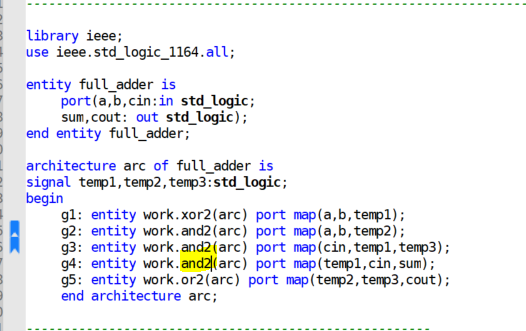 library ieee;
use ieee.std_logic_1164.all;
entity full_adder is
port(a,b,cin:in std_logic;
sum,cout: out std_logic);
end entity full_adder;
architecture arc of full_adder is
signal temp1,temp2,temp3:std_logic;
begin
g1: entity work.xor2(arc) port map(a,b,temp1);
g2: entity work.and2(arc) port map(a,b,temp2);
g3: entity work.and2(arc) port map(cin,temp1,temp3);
g4: entity work.and2(arc) port map(temp1,cin,sum);
g5: entity work.or2(arc) port map(temp2,temp3,cout);
end architecture arc;